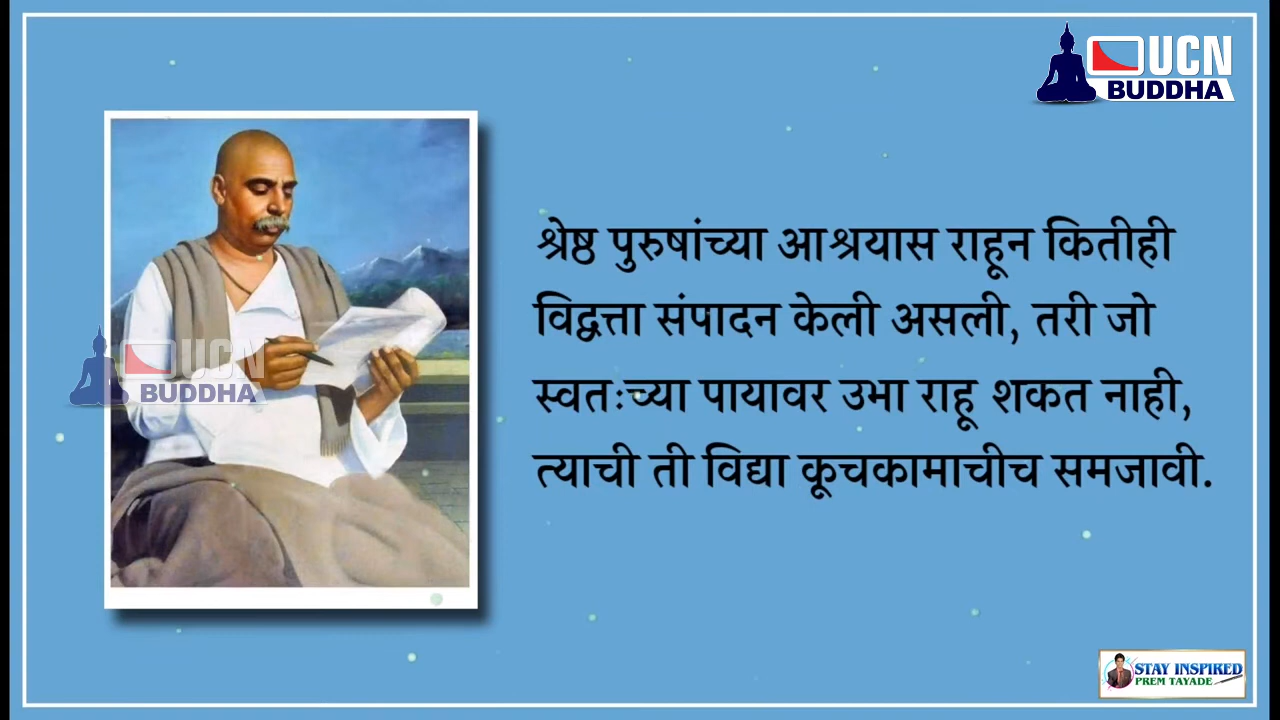 UCN
BUDDHA
श्रेष्ठ पुरुषांच्या आश्रयास राहून कितीही
विद्वत्ता संपादन केली असली, तरी जो
UCN
BUDDHA
स्वतःच्या पायावर उभा राहू शकत नाही,
त्याची ती विद्या कूचकामाचीच समजावी.
STAY INSPIRED
PREM TAYADE